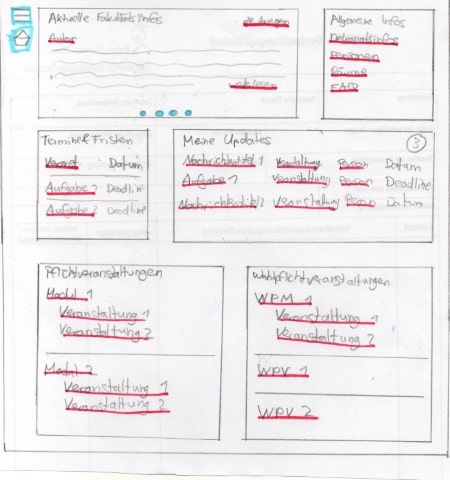 Aktuelle Fakultäts Infos
alle Anzeigen
Autor
Allgemeine Infos
Dekanatsinfos
Personen
Räume
FAQ
Termine & Fristen
Veranst. Datum
Aufgabe 1 Deadline
Aufgabe 2 Deadline
Meine Updates 3
Nachrichtentitel 1 Veranstaltung Person Datum
Aufgabe 1 Veranstaltung Person Deadline
Nachrichtentitel 2 Veranstaltung Person Datum
Pflichtveranstaltungen
Modul 1
Veranstaltung 1
Veranstaltung 2
Modul 2
Veranstaltung 1
Veranstaltung 2
Wahlpflichtveranstaltungen
WPM 1
Veranstaltung 1
Veranstaltung 2
WPV 1
WPV 2